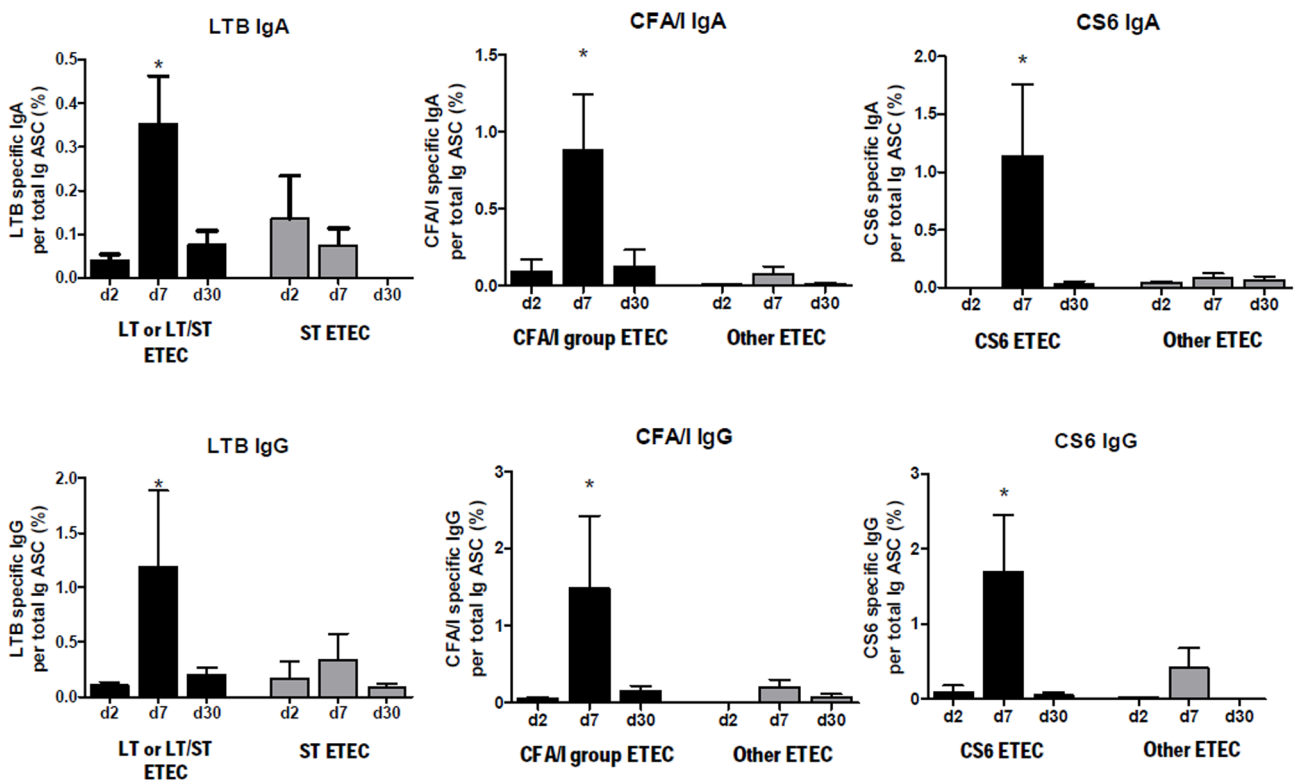 LTB IgA
LTB specific IgA
per total Ig ASC (%)
0.5
0.4
0.3
0.2
0.1
0.0
*
d2 d7 d30 d2 d7 d30
LT or LT/ST
ETEC
ST ETEC
CFA/I IgA
CFA/I specific IgA
per total Ig ASC (%)
1.5
1.0
0.5
0.0
*
d2 d7 d30 d2 d7 d30
CFA/I group ETEC Other ETEC
CS6 IgA
CS6 specific IgA
per total Ig ASC (%)
2.0
1.5
1.0
0.5
0.0
*
d2 d7 d30 d2 d7 d30
CS6 ETEC Other ETEC
LTB IgG
LTB specific IgG
per total Ig ASC (%)
2.0
1.5
1.0
0.5
0.0
*
d2 d7 d30 d2 d7 d30
LT or LT/ST
ETEC
ST ETEC
CFA/I IgG
CFA/I specific IgG
per total Ig ASC (%)
3
2
1
0
*
d2 d7 d30 d2 d7 d30
CFA/I group ETEC Other ETEC
CS6 IgG
CS6 specific IgG
per total Ig ASC (%)
3
2
1
0
*
d2 d7 d30 d2 d7 d30
CS6 ETEC Other ETEC